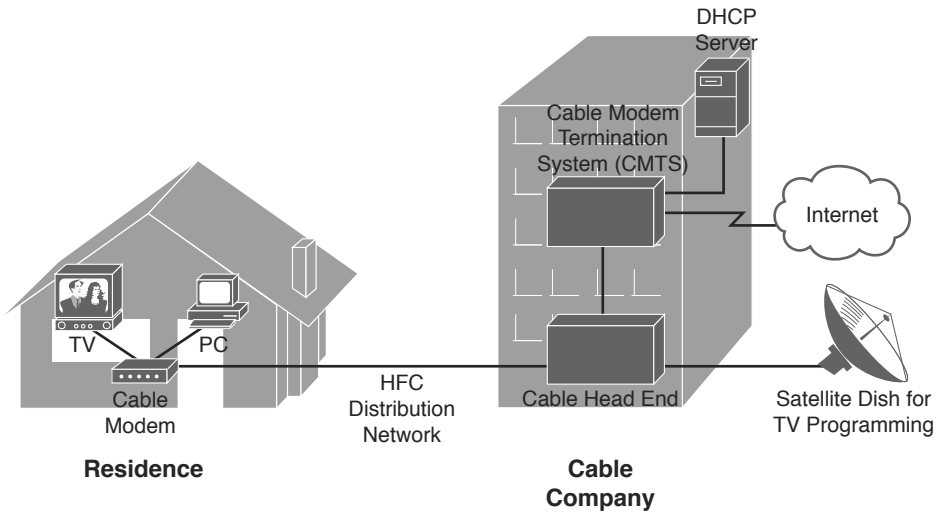 DHCP
Server
Cable Modem
Termination
System (CMTS)
Internet
TV
PC
Cable
Modem
HFC
Distribution
Network
Cable Head End
Satellite Dish for
TV Programming
Residence
Cable
Company